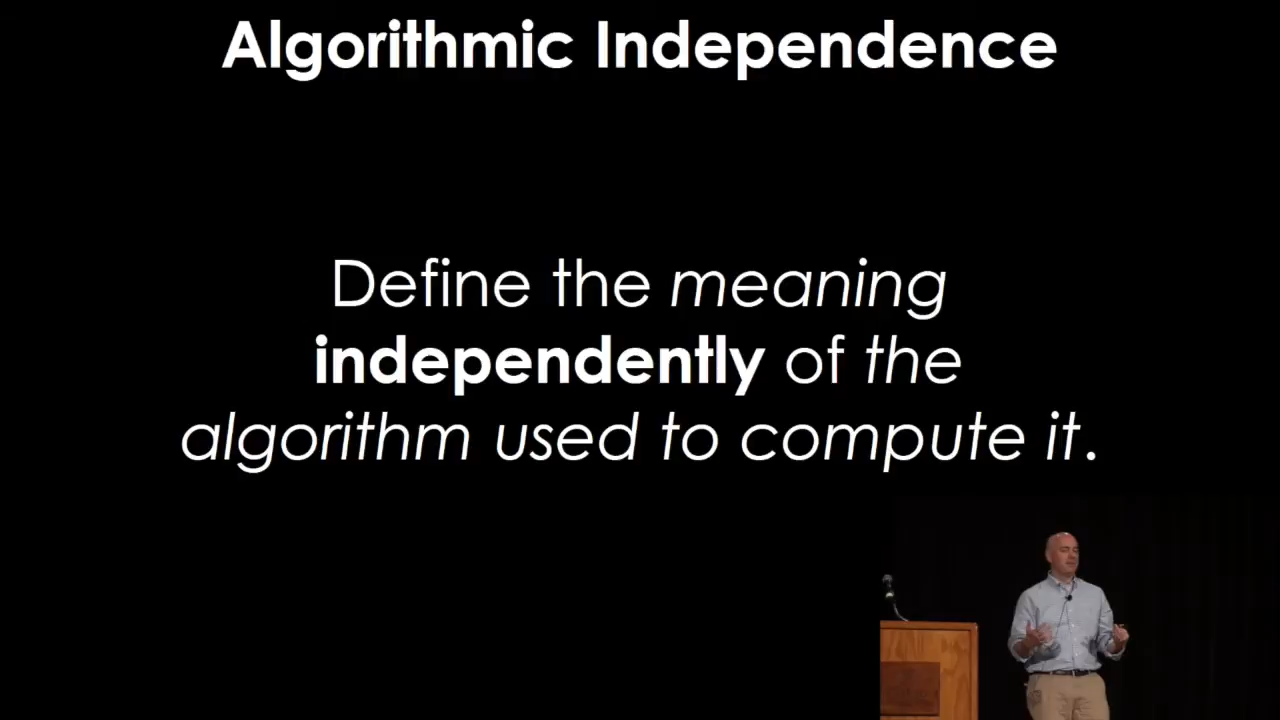 Algorithmic Independence
Define the meaning
independently of the
algorithm used to compute it.